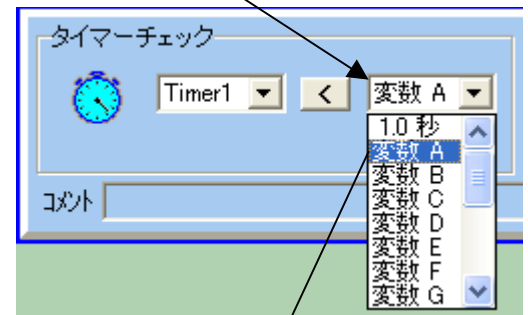 タイマーチェック
Timer1 < 変数 A
1.0 秒
変数 A
変数 B
変数 C
変数 D
変数 E
変数 F
変数 G
コメント